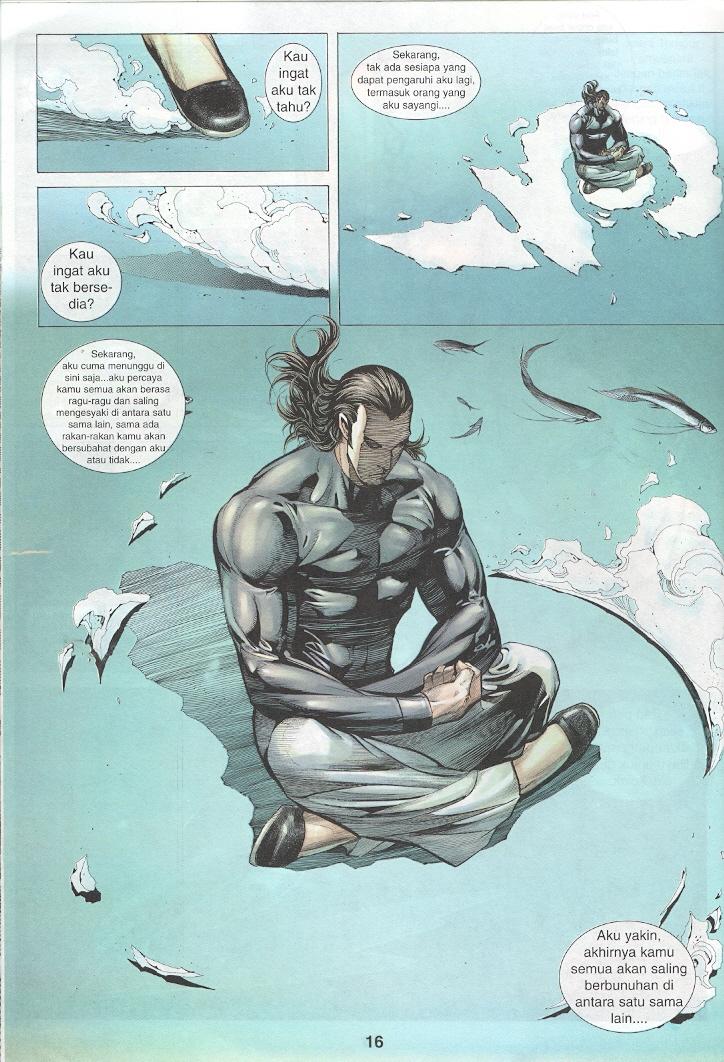 Kau
ingat
aku tak
tahu?
Sekarang,
tak ada sesiapa yang
dapat pengaruhi aku lagi,
termasuk orang yang
aku sayangi....
Kau
ingat aku
tak berse-
dia?
Sekarang,
aku cuma menunggu di
sini saja...aku percaya
kamu semua akan berasa
ragu-ragu dan saling
mengesyaki di antara satu
sama lain, sama ada
rakan-rakan kamu akan
bersubahat dengan aku
atau tidak....
Aku yakin,
akhirnya kamu
semua akan saling
berbunuhan di
antara satu sama
lain....
16